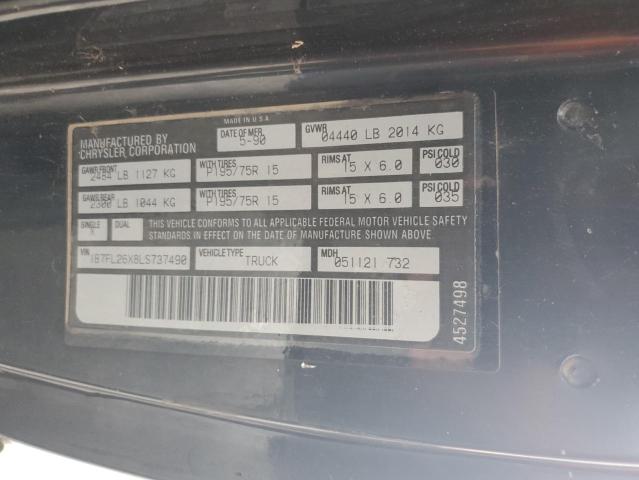 MADE IN U.S.A.
MANUFACTURED BY CHRYSLER CORPORATION
DATE OF MFR 5-90
GVWR 04440 LB 2014 KG
GAWR FRONT 2484 LB 1127 KG
WITH TIRES P195/75R 15
RIMS AT 15 X 6.0
PSI COLD 030
GAWR REAR 2300 LB 1044 KG
WITH TIRES P195/75R 15
RIMS AT 15 X 6.0
PSI COLD 035
SINGLE X DUAL
THIS VEHICLE CONFORMS TO ALL APPLICABLE FEDERAL MOTOR VEHICLE SAFETY
STANDARDS IN EFFECT ON THE DATE OF MANUFACTURE SHOWN ABOVE
VIN 1B7FL26X8LS737490
VEHICLE TYPE TRUCK
MDH 051121 732
4527498